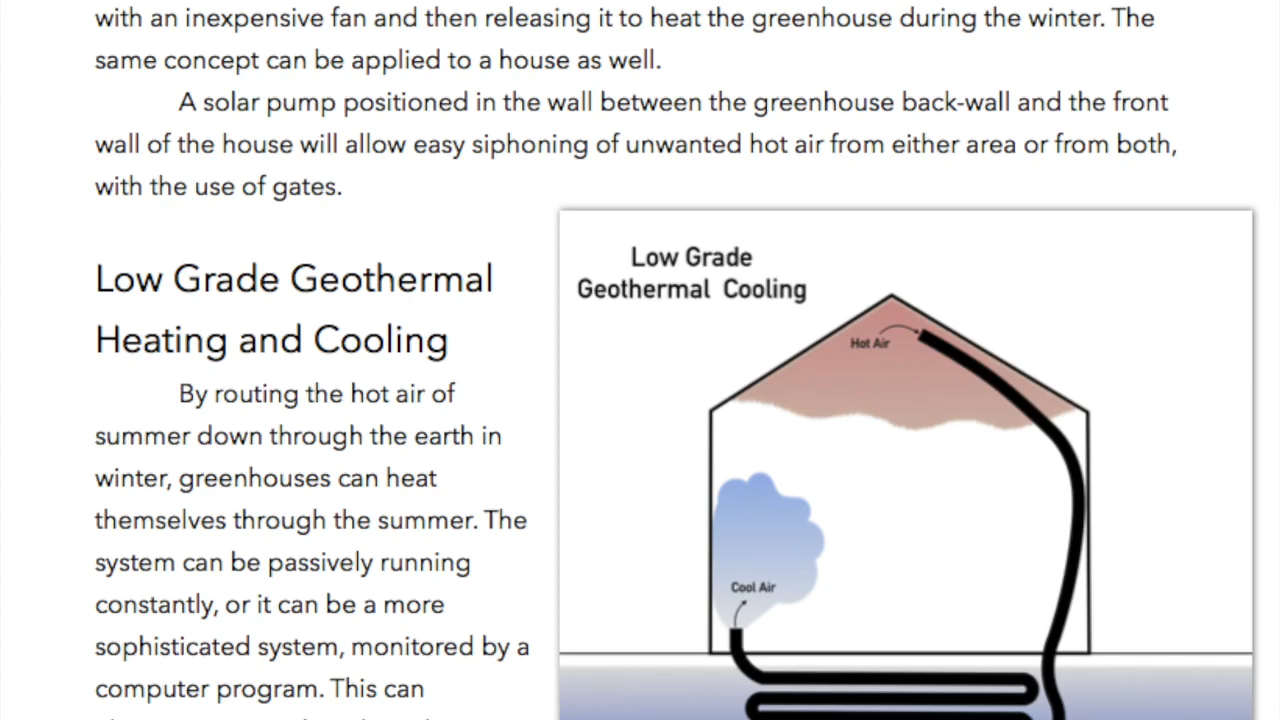 with an inexpensive fan and then releasing it to heat the greenhouse during the winter. The
same concept can be applied to a house as well.
A solar pump positioned in the wall between the greenhouse back-wall and the front
wall of the house will allow easy siphoning of unwanted hot air from either area or from both,
with the use of gates.
Low Grade Geothermal
Heating and Cooling
By routing the hot air of
summer down through the earth in
winter, greenhouses can heat
themselves through the summer. The
system can be passively running
constantly, or it can be a more
sophisticated system, monitored by a
computer program. This can
Low Grade
Geothermal Cooling
Hot Air
Cool Air